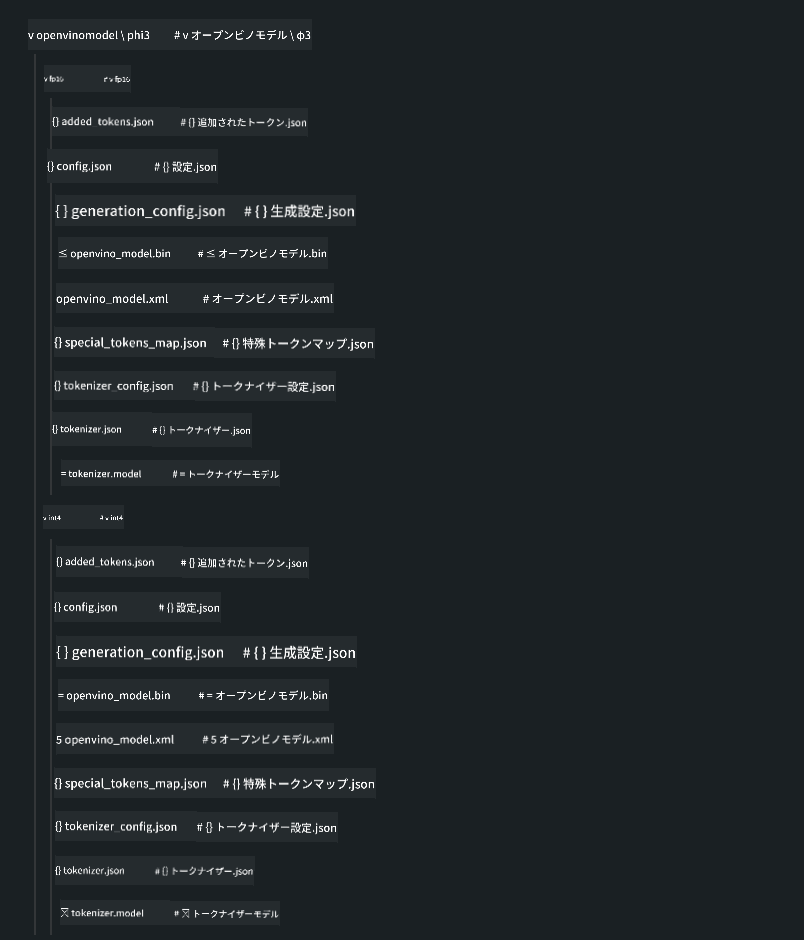 v openvinomodel \ phi3 # v オープンビノモデル \ φ3
v fp16 # v fp16
{} added_tokens.json # {} 追加されたトークン.json
{} config.json # {} 設定.json
{ } generation_config.json # { } 生成設定.json
≤ openvino_model.bin # ≤ オープンビノモデル.bin
openvino_model.xml # オープンビノモデル.xml
{} special_tokens_map.json # {} 特殊トークンマップ.json
{} tokenizer_config.json # {} トークナイザー設定.json
{} tokenizer.json # {} トークナイザー.json
= tokenizer.model # = トークナイザーモデル
v int4 # v int4
{} added_tokens.json # {} 追加されたトークン.json
{} config.json # {} 設定.json
{ } generation_config.json # { } 生成設定.json
= openvino_model.bin # = オープンビノモデル.bin
5 openvino_model.xml # 5 オープンビノモデル.xml
{} special_tokens_map.json # {} 特殊トークンマップ.json
{} tokenizer_config.json # {} トークナイザー設定.json
{} tokenizer.json # {} トークナイザー.json
tokenizer.model # トークナイザーモデル